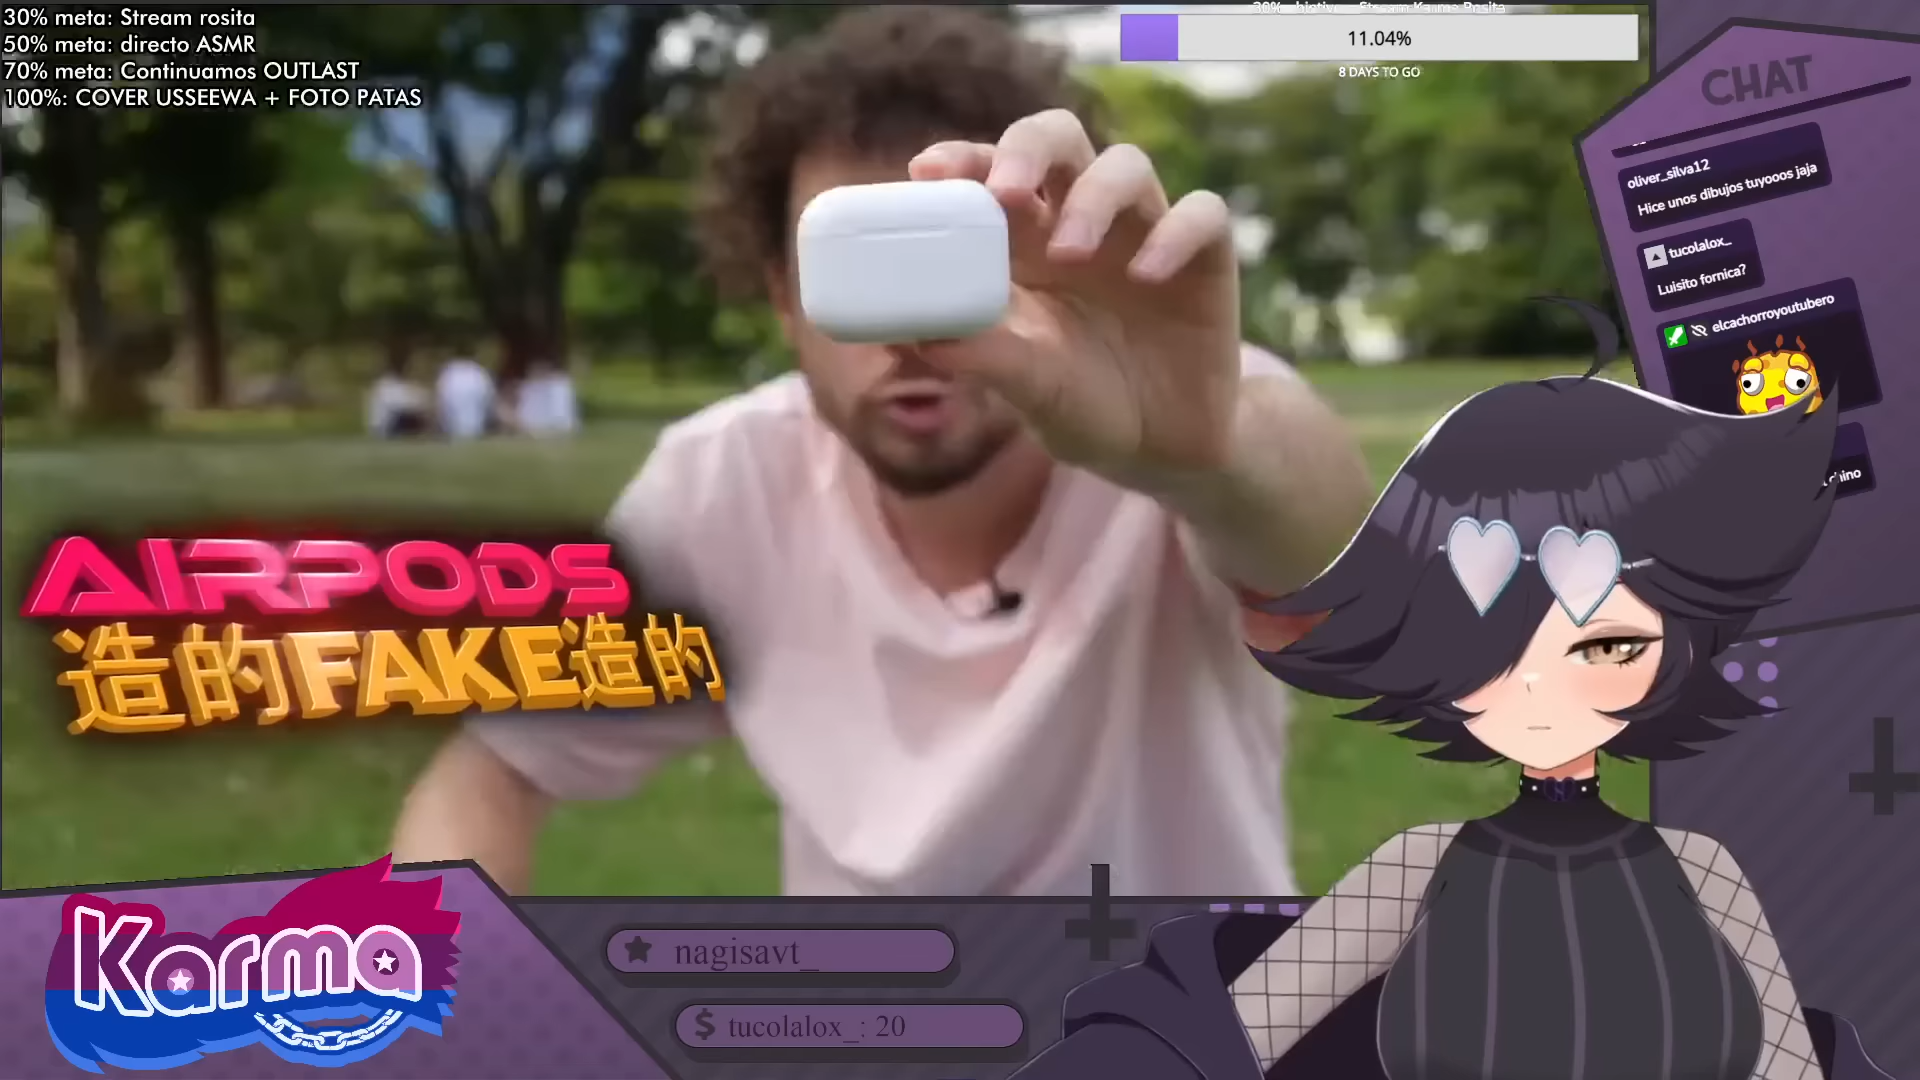 30% meta: Stream rosita
50% meta: directo ASMR
70% meta: Continuamos OUTLAST
100%: COVER USSEEWA + FOTO PATAS
11.04%
8 DAYS TO GO
CHAT
oliver_silva12
Hice unos dibujos tuyooos jaja
tucolalox_
Luisito fornica?
elcachorroyoutubero
chino
AIRPODS
造的FAKE造的
Karma
nagisavt_
$ tucolalox_: 20